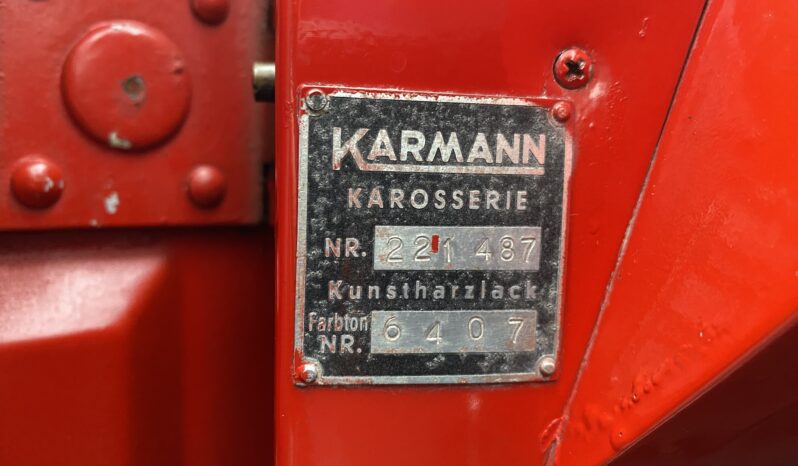 KARMANN
KAROSSERIE
NR. 221 487
Kunstharzlack
Farbton NR. 6407